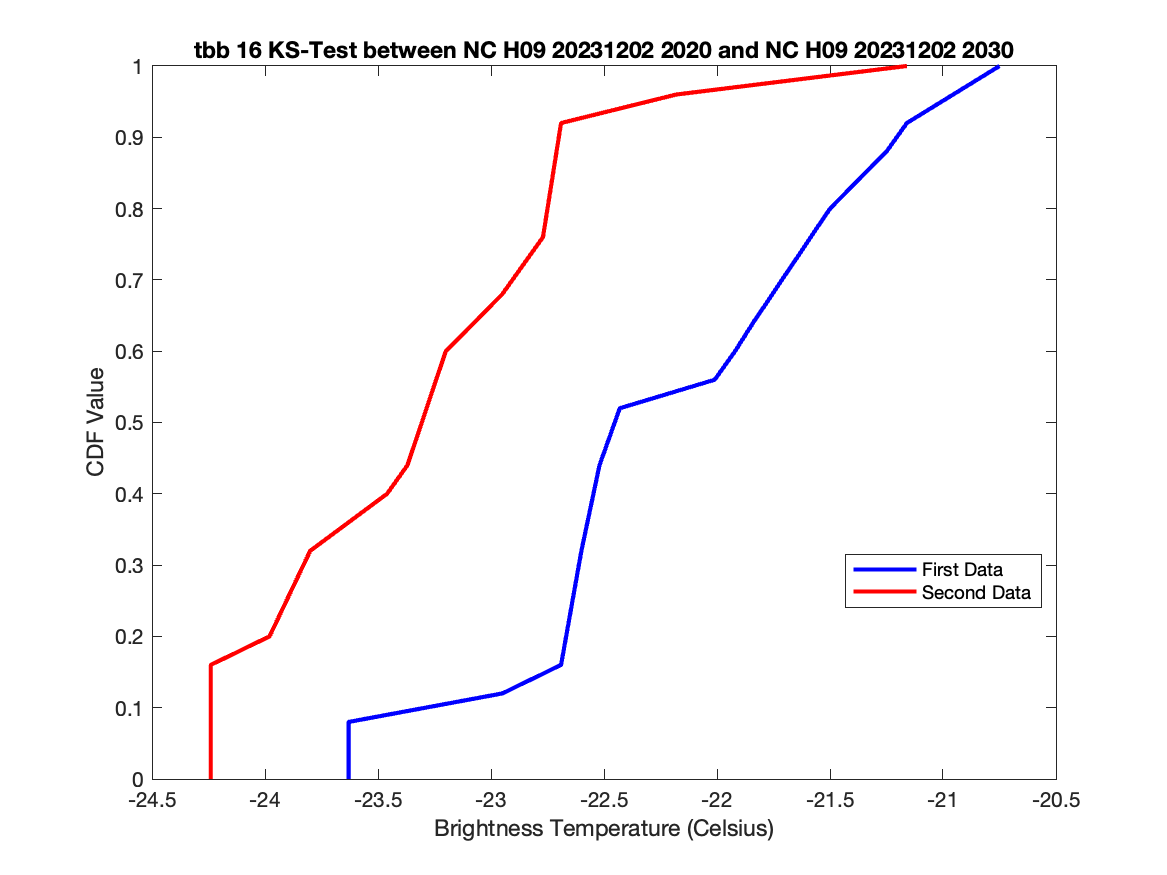 tbb 16 KS-Test between NC H09 20231202 2020 and NC H09 20231202 2030
1
0.9
0.8
0.7
0.6
0.5
0.4
0.3
0.2
0.1
0
CDF Value
First Data
Second Data
-24.5 -24 -23.5 -23 -22.5 -22 -21.5 -21 -20.5
Brightness Temperature (Celsius)